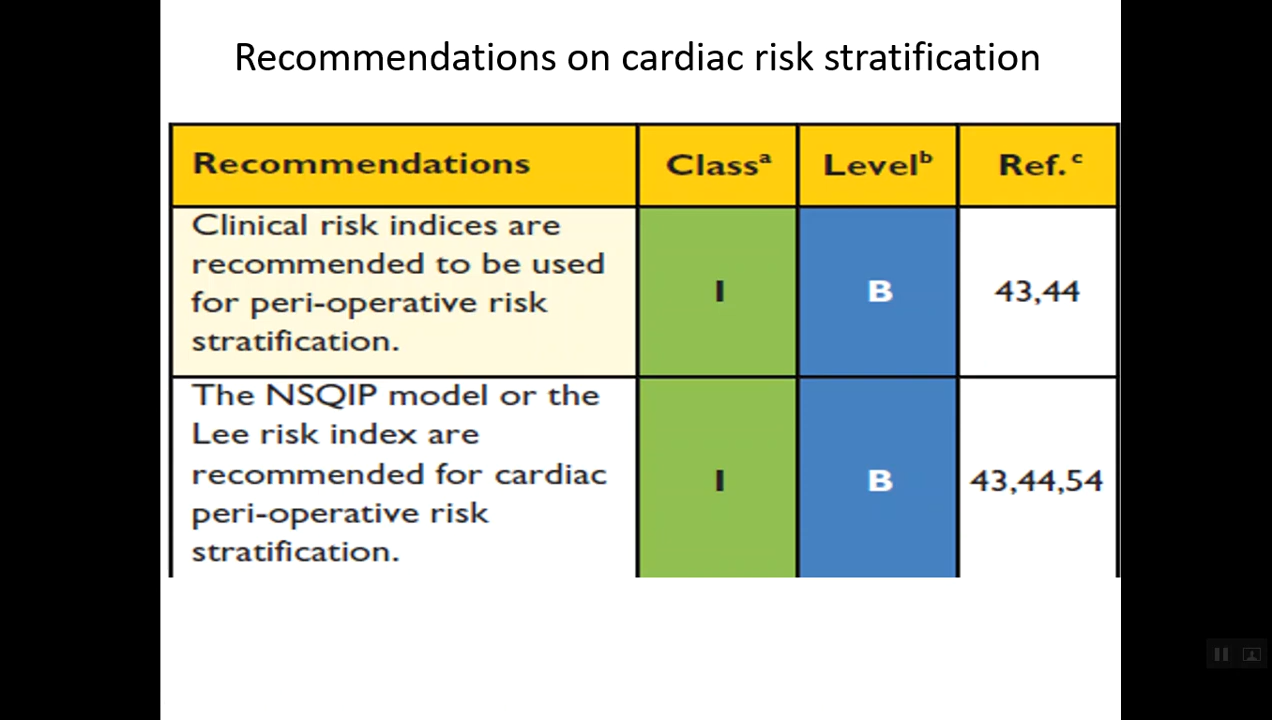 Recommendations on cardiac risk stratification
Recommendations Classᵃ Levelᵇ Ref.ᶜ
Clinical risk indices are
recommended to be used
for peri-operative risk
stratification.
I B 43,44
The NSQIP model or the
Lee risk index are
recommended for cardiac
peri-operative risk
stratification.
I B 43,44,54